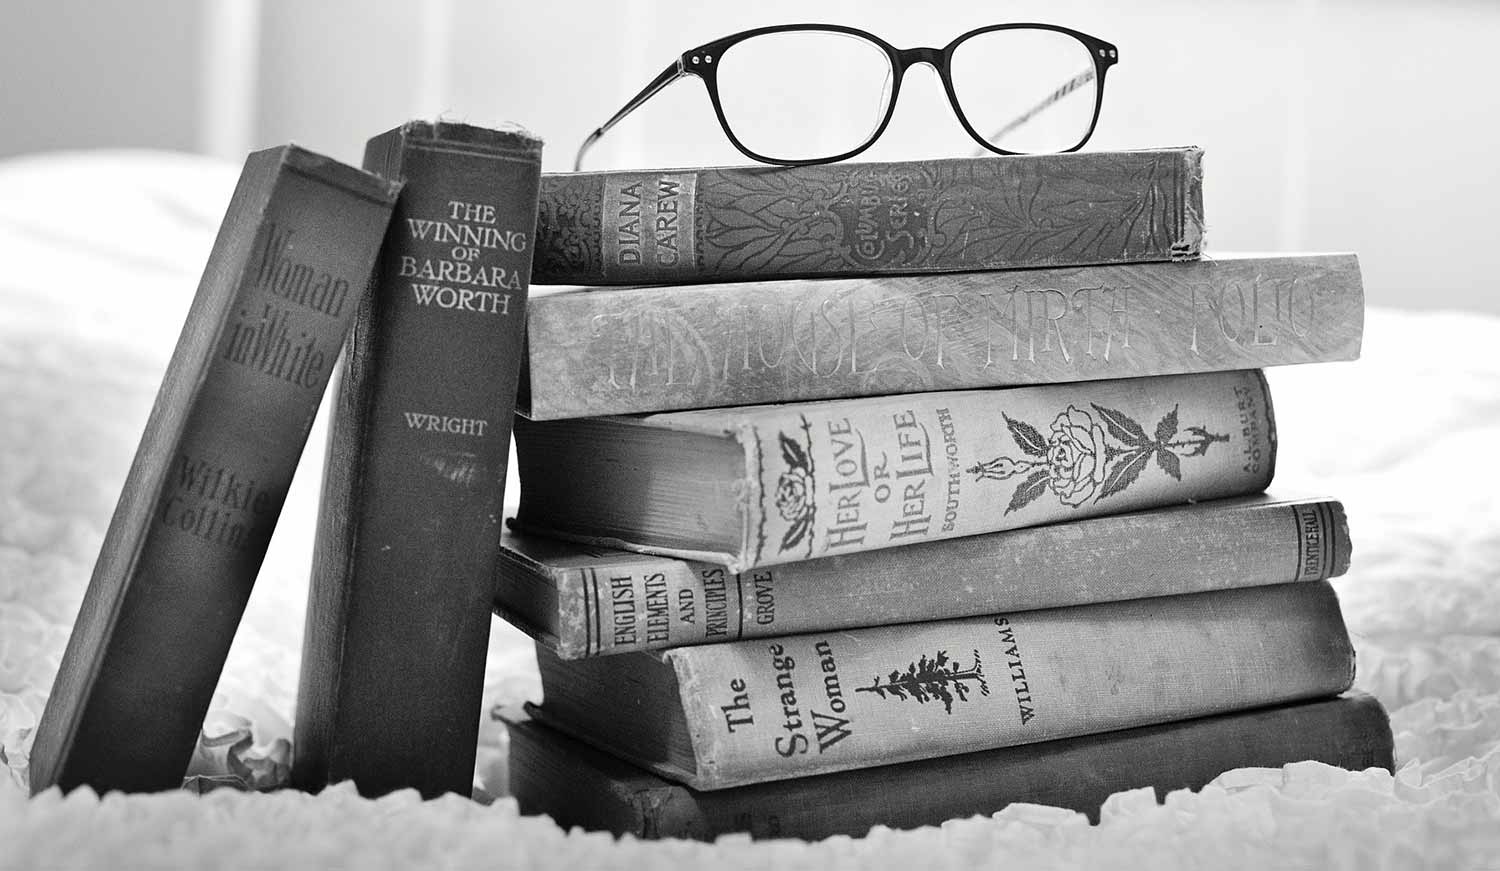 Woman
in White
Wilkie
Collins
THE
WINNING
OF
BARBARA
WORTH
WRIGHT
DIANA
CAREW
COLUMBUS
SERIES
THE HOUSE OF MIRTH FOLIO
HER LOVE
OR
HER LIFE
SOUTHWORTH
A.L.BURT
COMPANY
ENGLISH
ELEMENTS
AND
PRINCIPLES
GROVE
PRENTICE-HALL
The
Strange
Woman
WILLIAMS